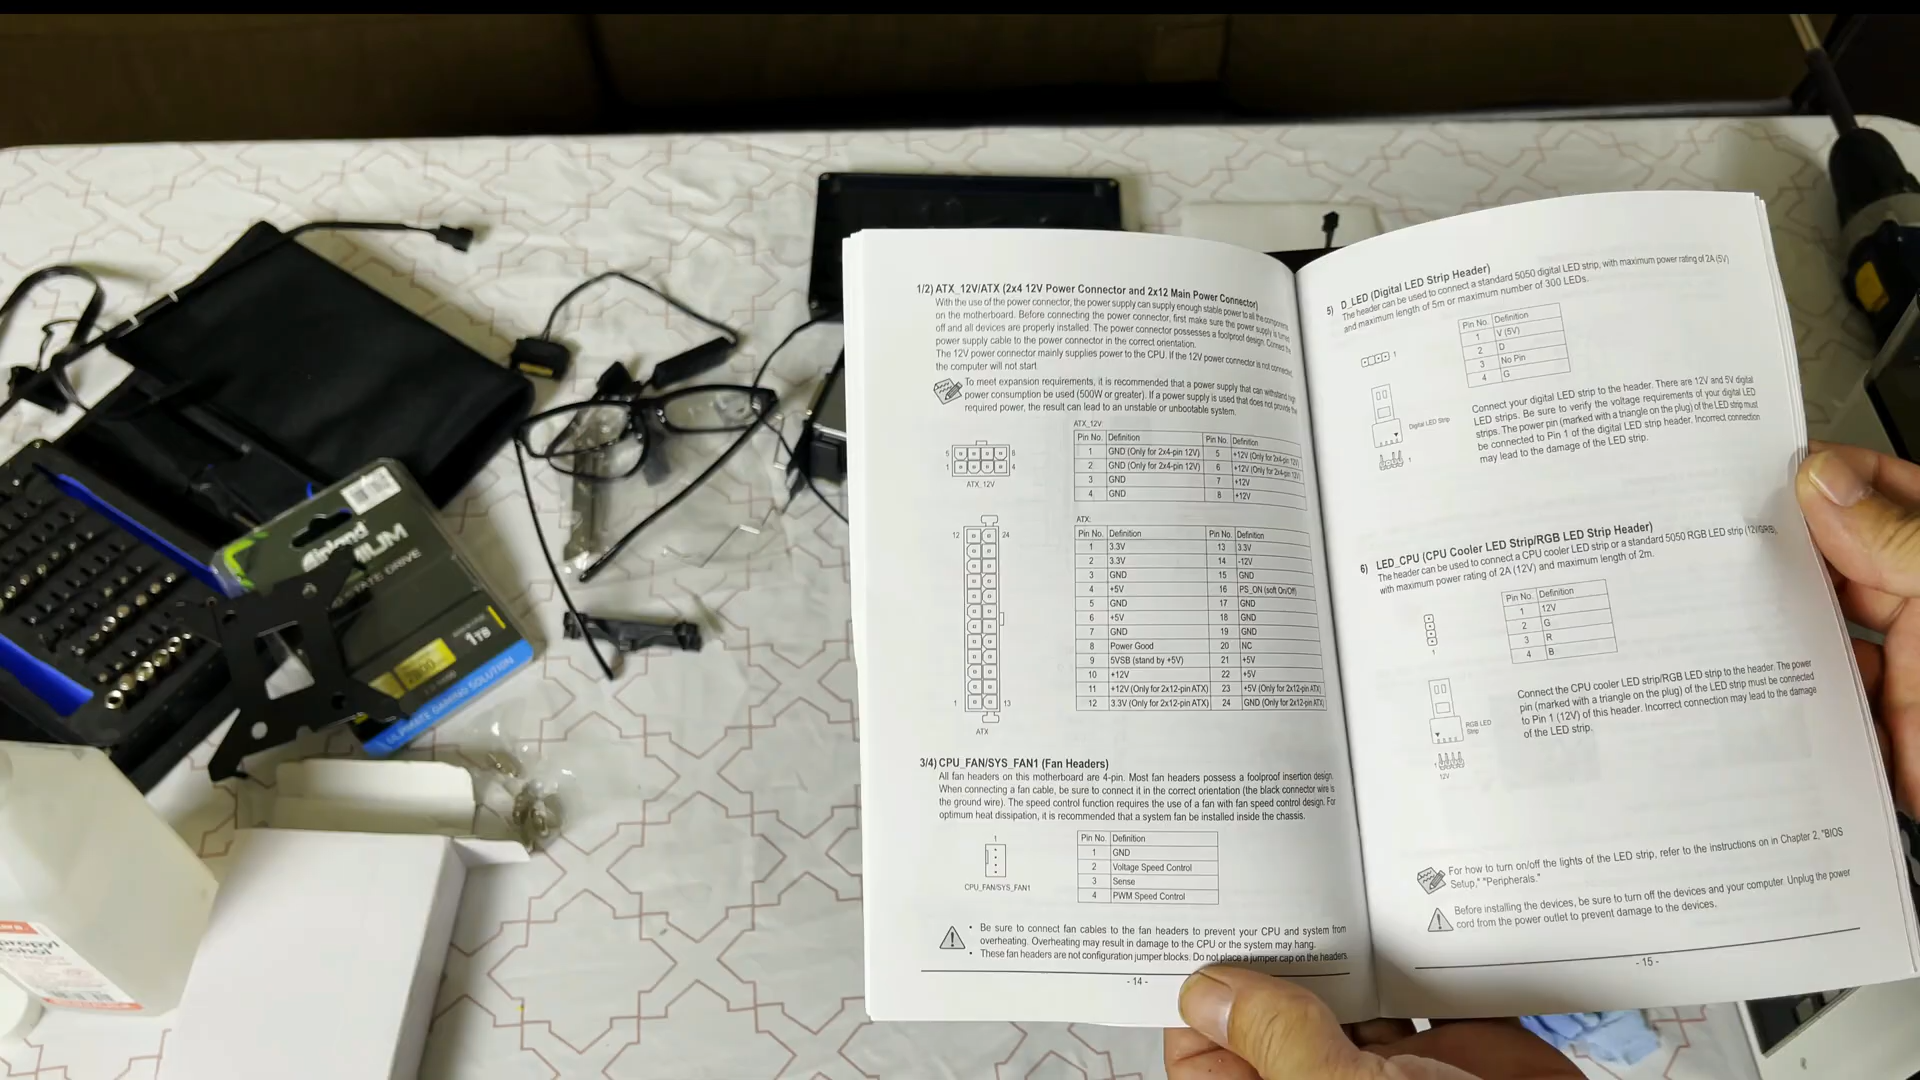 1/2) ATX_12V/ATX (2x4 12V Power Connector and 2x12 Main Power Connector)
With the use of the power connector, the power supply can supply enough stable power to all the components
on the motherboard. Before connecting the power connector, first make sure the power supply is turned
off and all devices are properly installed. The power connector possesses a foolproof design. Connect the
power supply cable to the power connector in the correct orientation.
The 12V power connector mainly supplies power to the CPU. If the 12V power connector is not connected,
the computer will not start.
To meet expansion requirements, it is recommended that a power supply that can withstand high
power consumption be used (500W or greater). If a power supply is used that does not provide the
required power, the result can lead to an unstable or unbootable system.
ATX_12V:
Pin No. Definition Pin No. Definition
1 GND (Only for 2x4-pin 12V) 5 +12V (Only for 2x4-pin 12V)
2 GND (Only for 2x4-pin 12V) 6 +12V (Only for 2x4-pin 12V)
3 GND 7 +12V
4 GND 8 +12V
5 8
1 4
ATX_12V
ATX:
Pin No. Definition Pin No. Definition
1 3.3V 13 3.3V
2 3.3V 14 -12V
3 GND 15 GND
4 +5V 16 PS_ON (soft On/Off)
5 GND 17 GND
6 +5V 18 GND
7 GND 19 GND
8 Power Good 20 NC
9 5VSB (stand by +5V) 21 +5V
10 +12V 22 +5V
11 +12V (Only for 2x12-pin ATX) 23 +5V (Only for 2x12-pin ATX)
12 3.3V (Only for 2x12-pin ATX) 24 GND (Only for 2x12-pin ATX)
12 24
1 13
ATX
3/4) CPU_FAN/SYS_FAN1 (Fan Headers)
All fan headers on this motherboard are 4-pin. Most fan headers possess a foolproof insertion design.
When connecting a fan cable, be sure to connect it in the correct orientation (the black connector wire is
the ground wire). The speed control function requires the use of a fan with fan speed control design. For
optimum heat dissipation, it is recommended that a system fan be installed inside the chassis.
1
CPU_FAN/SYS_FAN1
Pin No. Definition
1 GND
2 Voltage Speed Control
3 Sense
4 PWM Speed Control
• Be sure to connect fan cables to the fan headers to prevent your CPU and system from
overheating. Overheating may result in damage to the CPU or the system may hang.
• These fan headers are not configuration jumper blocks. Do not place a jumper cap on the headers.
- 14 -
5) D_LED (Digital LED Strip Header)
The header can be used to connect a standard 5050 digital LED strip, with maximum power rating of 2A (5V)
and maximum length of 5m or maximum number of 300 LEDs.
1
Pin No. Definition
1 V (5V)
2 D
3 No Pin
4 G
Digital LED Strip
1
Connect your digital LED strip to the header. There are 12V and 5V digital
LED strips. Be sure to verify the voltage requirements of your digital LED
strips. The power pin (marked with a triangle on the plug) of the LED strip must
be connected to Pin 1 of the digital LED strip header. Incorrect connection
may lead to the damage of the LED strip.
6) LED_CPU (CPU Cooler LED Strip/RGB LED Strip Header)
The header can be used to connect a CPU cooler LED strip or a standard 5050 RGB LED strip (12V/G/R/B),
with maximum power rating of 2A (12V) and maximum length of 2m.
1
Pin No. Definition
1 12V
2 G
3 R
4 B
RGB LED
Strip
1
12V
Connect the CPU cooler LED strip/RGB LED strip to the header. The power
pin (marked with a triangle on the plug) of the LED strip must be connected
to Pin 1 (12V) of this header. Incorrect connection may lead to the damage
of the LED strip.
For how to turn on/off the lights of the LED strip, refer to the instructions on in Chapter 2, "BIOS
Setup," "Peripherals."
Before installing the devices, be sure to turn off the devices and your computer. Unplug the power
cord from the power outlet to prevent damage to the devices.
- 15 -
Inland
IUM
STATE DRIVE
1TB
ULTIMATE GAMING SOLUTION